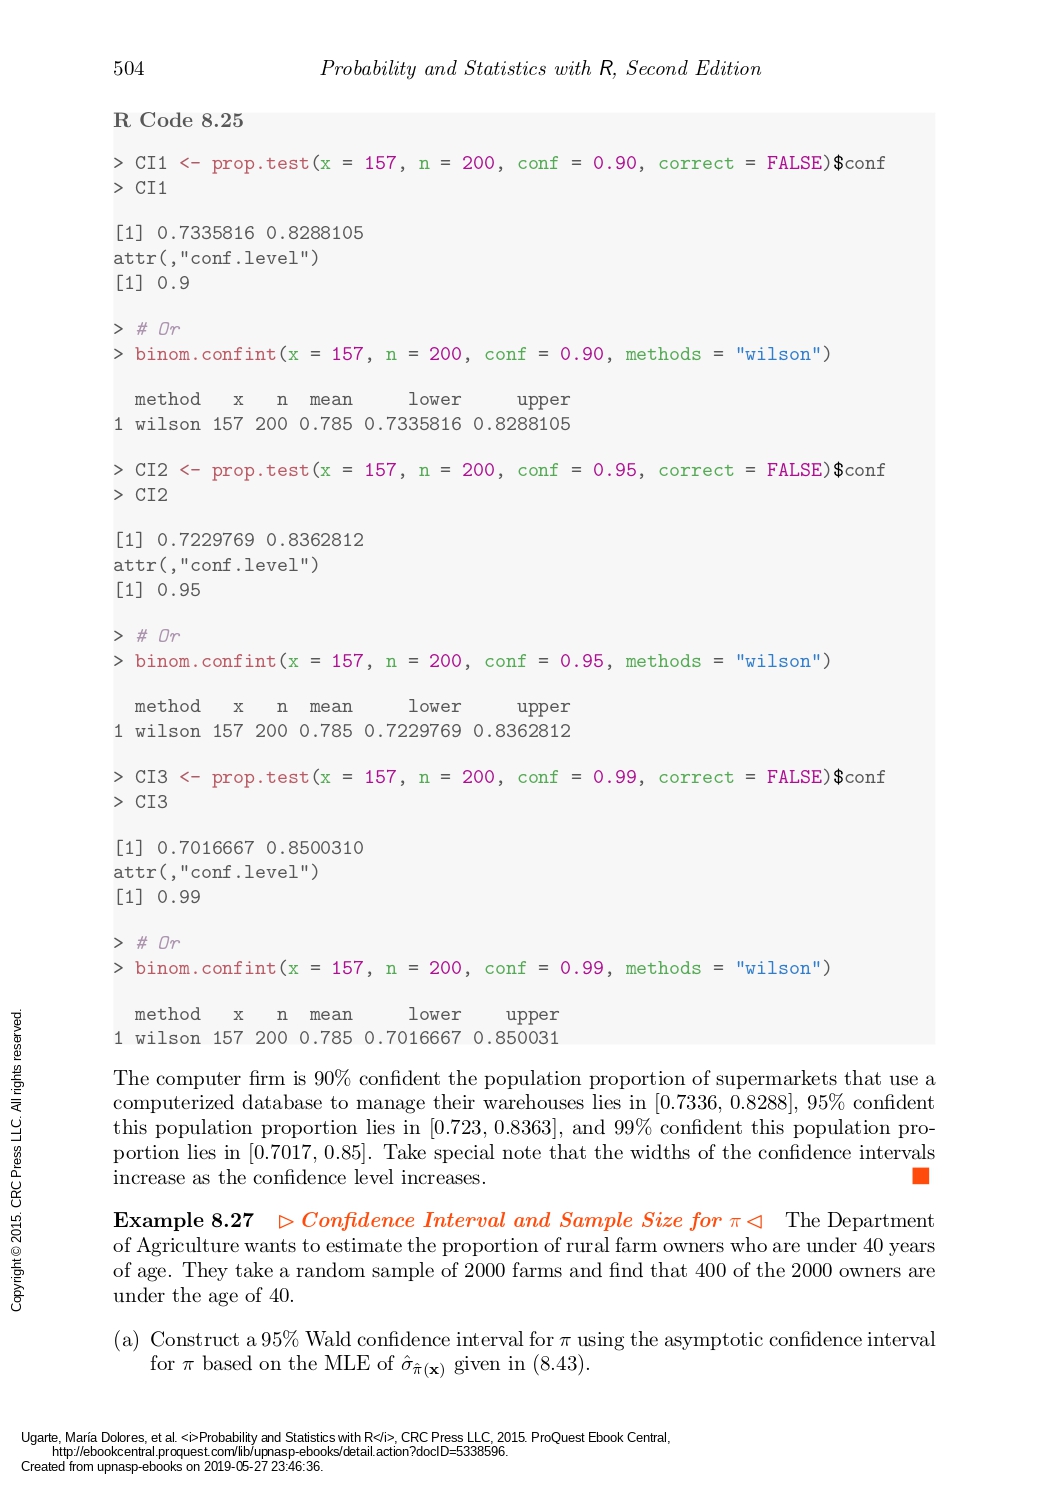 504 Probability and Statistics with R, Second Edition
R Code 8.25
> CI1 <- prop.test(x = 157, n = 200, conf = 0.90, correct = FALSE)$conf
> CI1
[1] 0.7335816 0.8288105
attr(,"conf.level")
[1] 0.9
> # Or
> binom.confint(x = 157, n = 200, conf = 0.90, methods = "wilson")
method x n mean lower upper
1 wilson 157 200 0.785 0.7335816 0.8288105
> CI2 <- prop.test(x = 157, n = 200, conf = 0.95, correct = FALSE)$conf
> CI2
[1] 0.7229769 0.8362812
attr(,"conf.level")
[1] 0.95
> # Or
> binom.confint(x = 157, n = 200, conf = 0.95, methods = "wilson")
method x n mean lower upper
1 wilson 157 200 0.785 0.7229769 0.8362812
> CI3 <- prop.test(x = 157, n = 200, conf = 0.99, correct = FALSE)$conf
> CI3
[1] 0.7016667 0.8500310
attr(,"conf.level")
[1] 0.99
> # Or
> binom.confint(x = 157, n = 200, conf = 0.99, methods = "wilson")
method x n mean lower upper
1 wilson 157 200 0.785 0.7016667 0.850031
The computer firm is 90% confident the population proportion of supermarkets that use a
computerized database to manage their warehouses lies in [0.7336, 0.8288], 95% confident
this population proportion lies in [0.723, 0.8363], and 99% confident this population pro-
portion lies in [0.7017, 0.85]. Take special note that the widths of the confidence intervals
increase as the confidence level increases. ■
Example 8.27 ▷ Confidence Interval and Sample Size for π ◁ The Department
of Agriculture wants to estimate the proportion of rural farm owners who are under 40 years
of age. They take a random sample of 2000 farms and find that 400 of the 2000 owners are
under the age of 40.
(a) Construct a 95% Wald confidence interval for π using the asymptotic confidence interval
for π based on the MLE of σ̂π̂(x) given in (8.43).
Copyright © 2015. CRC Press LLC. All rights reserved.
Ugarte, María Dolores, et al. <i>Probability and Statistics with R</i>, CRC Press LLC, 2015. ProQuest Ebook Central,
http://ebookcentral.proquest.com/lib/upnasp-ebooks/detail.action?docID=5338596.
Created from upnasp-ebooks on 2019-05-27 23:46:36.